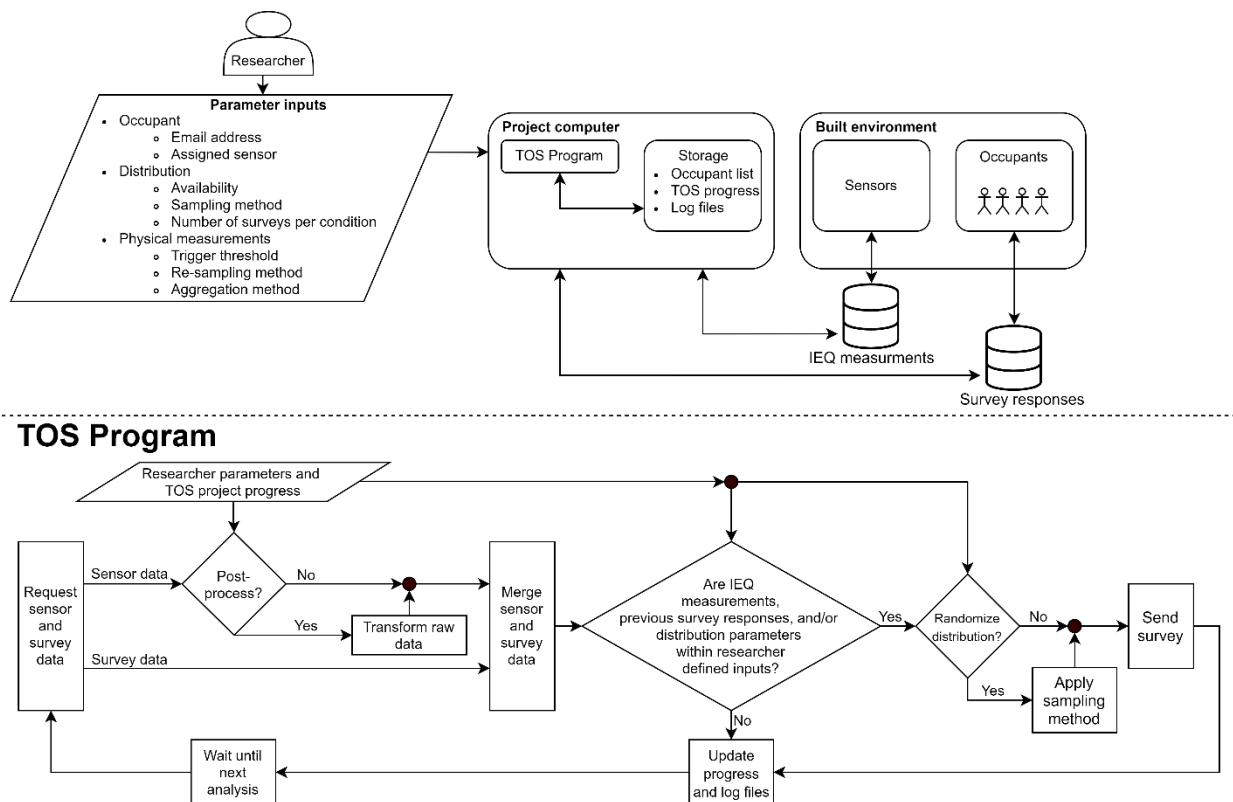 Researcher
Parameter inputs
• Occupant
o Email address
o Assigned sensor
• Distribution
o Availability
o Sampling method
o Number of surveys per condition
• Physical measurements
o Trigger threshold
o Re-sampling method
o Aggregation method
Project computer
TOS Program
Storage
• Occupant list
• TOS progress
• Log files
Built environment
Sensors
Occupants
IEQ measurments
Survey responses
TOS Program
Researcher parameters and
TOS project progress
Request
sensor
and
survey
data
Sensor data
Survey data
Post-
process?
No
Yes
Transform raw
data
Merge
sensor
and
survey
data
Are IEQ
measurements,
previous survey responses, and/or
distribution parameters
within researcher
defined inputs?
Yes
No
Randomize
distribution?
No
Yes
Apply
sampling
method
Send
survey
Update
progress
and log files
Wait until
next
analysis